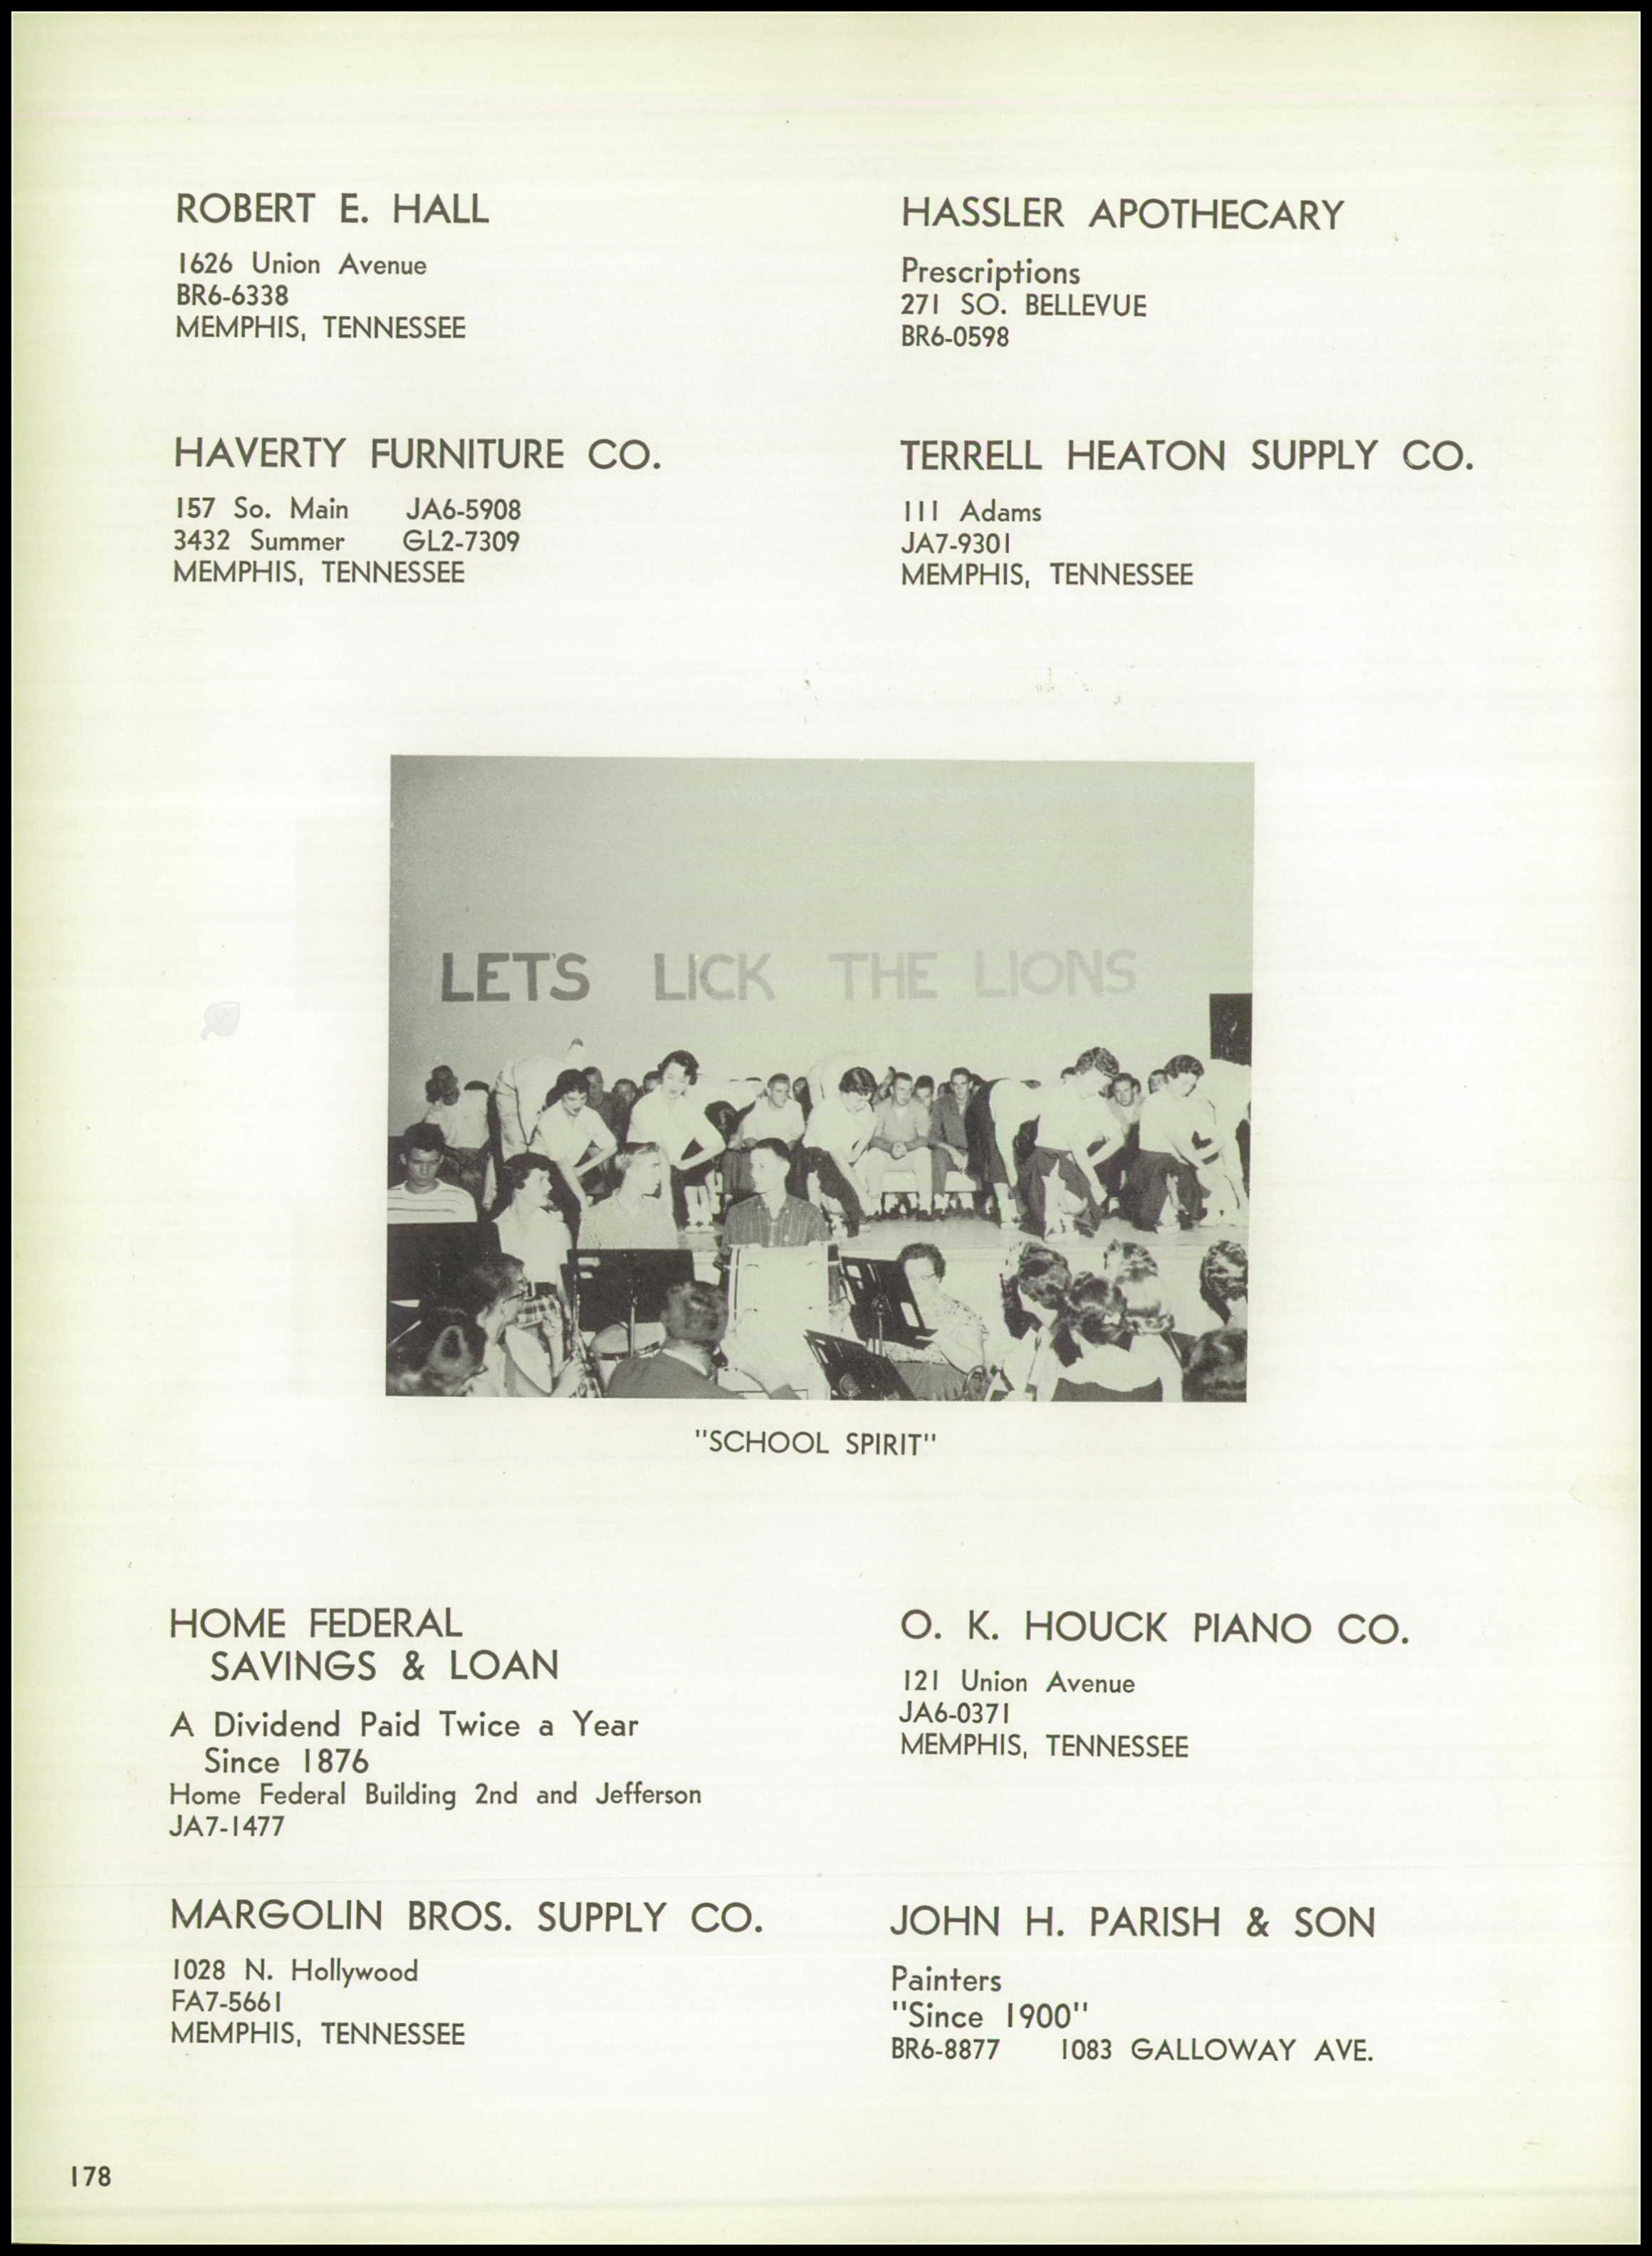 ROBERT E. HALL
1626 Union Avenue
BR6-6338
MEMPHIS, TENNESSEE
HASSLER APOTHECARY
Prescriptions
271 SO. BELLEVUE
BR6-0598
HAVERTY FURNITURE CO.
157 So. Main JA6-5908
3432 Summer GL2-7309
MEMPHIS, TENNESSEE
TERRELL HEATON SUPPLY CO.
111 Adams
JA7-9301
MEMPHIS, TENNESSEE
LET'S LICK THE LIONS
"SCHOOL SPIRIT"
HOME FEDERAL
SAVINGS & LOAN
A Dividend Paid Twice a Year
Since 1876
Home Federal Building 2nd and Jefferson
JA7-1477
O. K. HOUCK PIANO CO.
121 Union Avenue
JA6-0371
MEMPHIS, TENNESSEE
MARGOLIN BROS. SUPPLY CO.
1028 N. Hollywood
FA7-5661
MEMPHIS, TENNESSEE
JOHN H. PARISH & SON
Painters
"Since 1900"
BR6-8877 1083 GALLOWAY AVE.
178